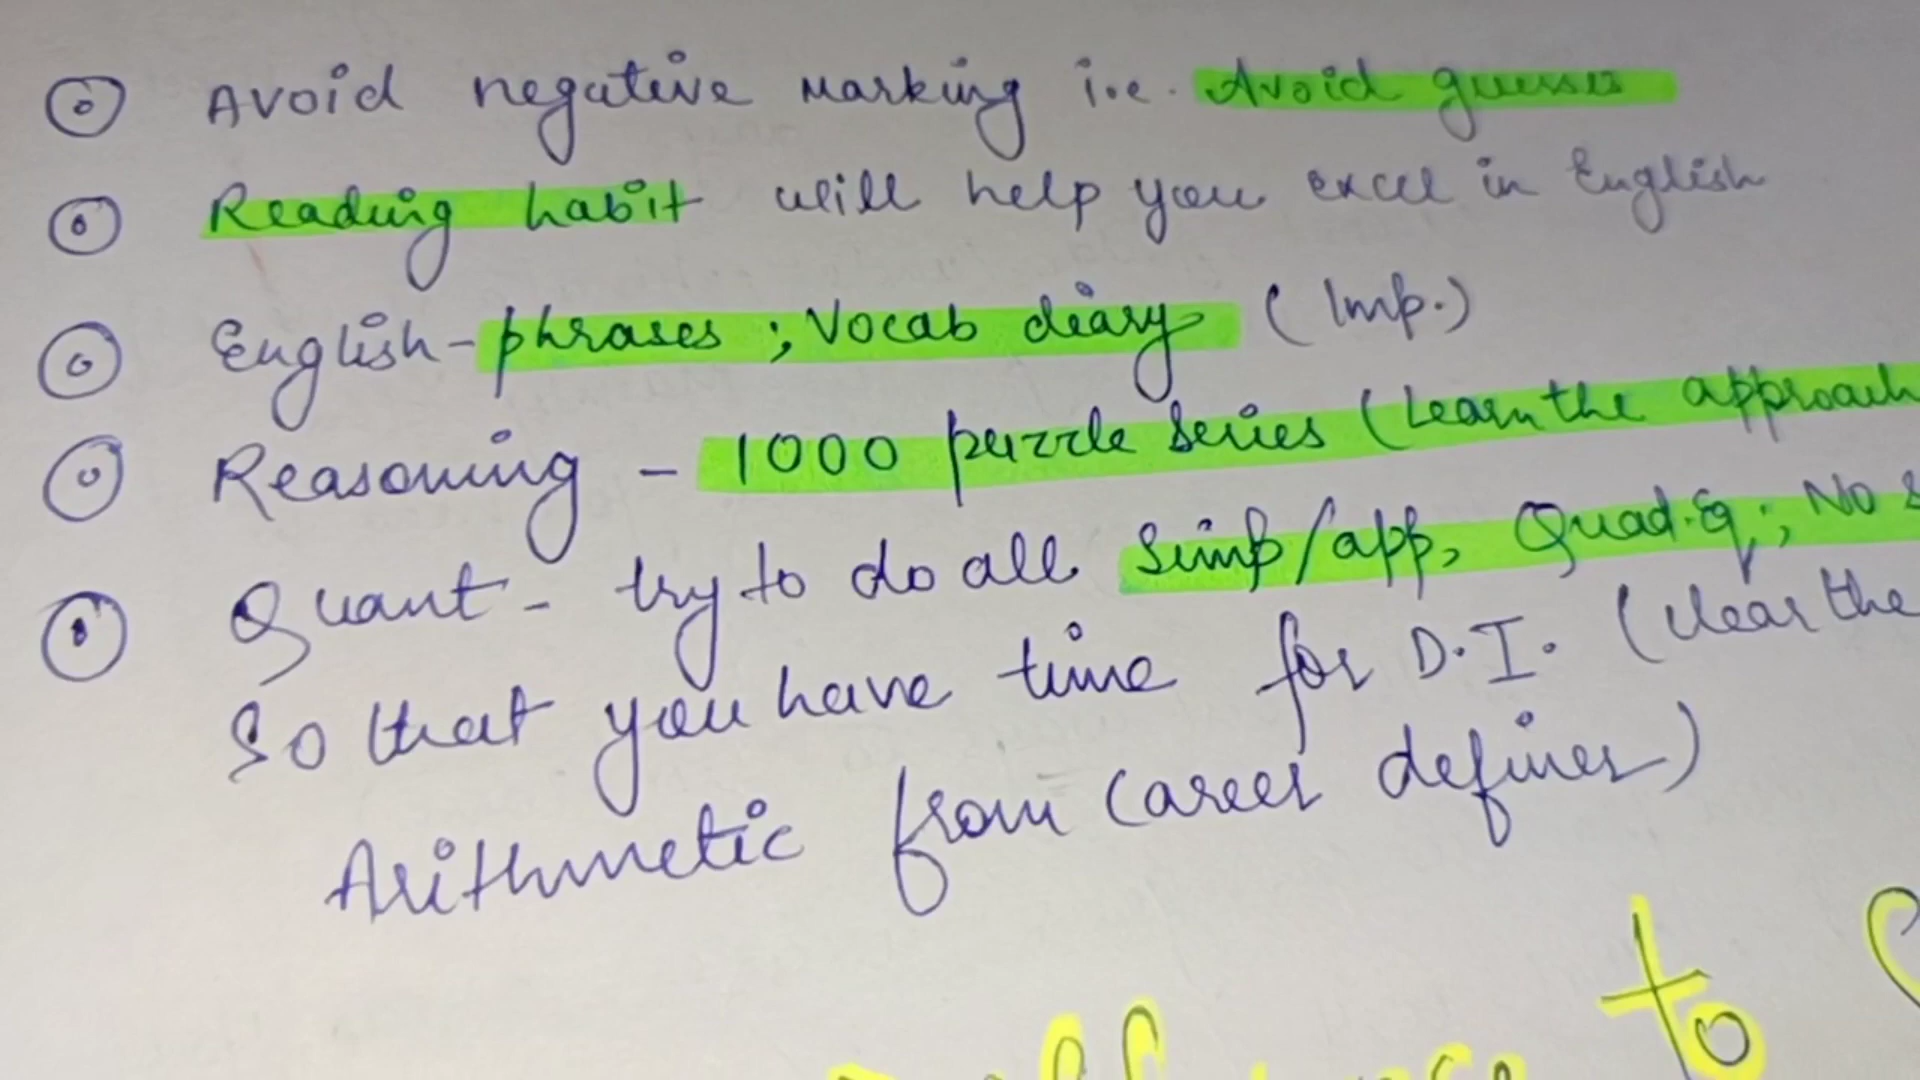 Avoid negative marking i.e. Avoid guesses
Reading habit will help you excel in English
English - phrases ; Vocab diary (Imp.)
Reasoning - 1000 puzzle series (Learn the approach
Quant - try to do all Simp/app, Quad. Eq.; No S
So that you have time for D.I. (clear the
Arithmetic from Career definer)
to